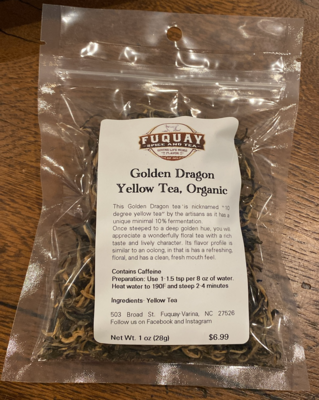 FUQUAY
SPICE AND TEA
Golden Dragon
Yellow Tea, Organic
This Golden Dragon tea is nicknamed
degree yellow tea" by the artisans as it has a
unique minimal 10% fermentation.
Once steeped to a deep golden hue, you will
appreciate a wonderfully floral tea with a rich
taste and lively character. Its flavor profile is
similar to an oolong, in that is has a refreshing,
floral, and has a clean, fresh mouth feel.
Contains Caffeine
Preparation: Use 1-1.5 tsp per 6 oz of water.
Heat water to 190F and steep 2-4 minutes
Ingredients: Yellow Tea
503 Broad St. Fuquay-Varina, NC 27526
Follow us on Facebook and Instagram
Net Wt. 1 oz (28g) $6.99